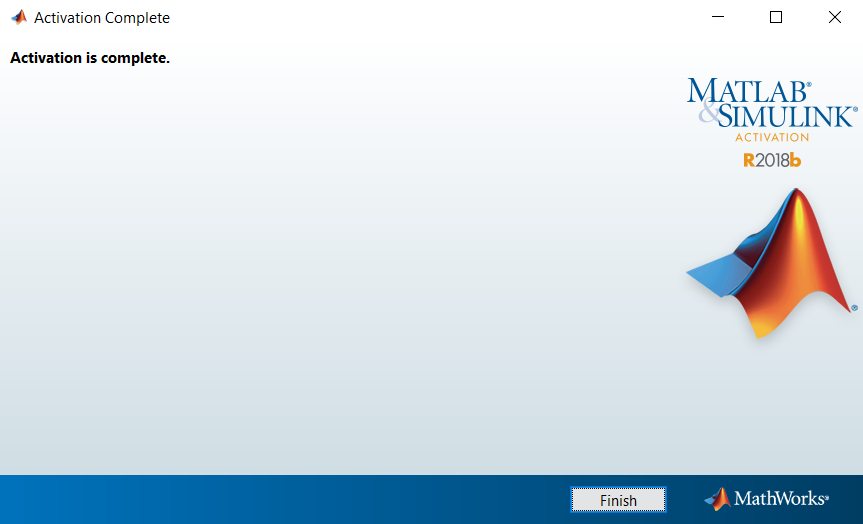 Activation Complete
Activation is complete.
MATLAB®
&SIMULINK®
ACTIVATION
R2018b
®
Finish
MathWorks®